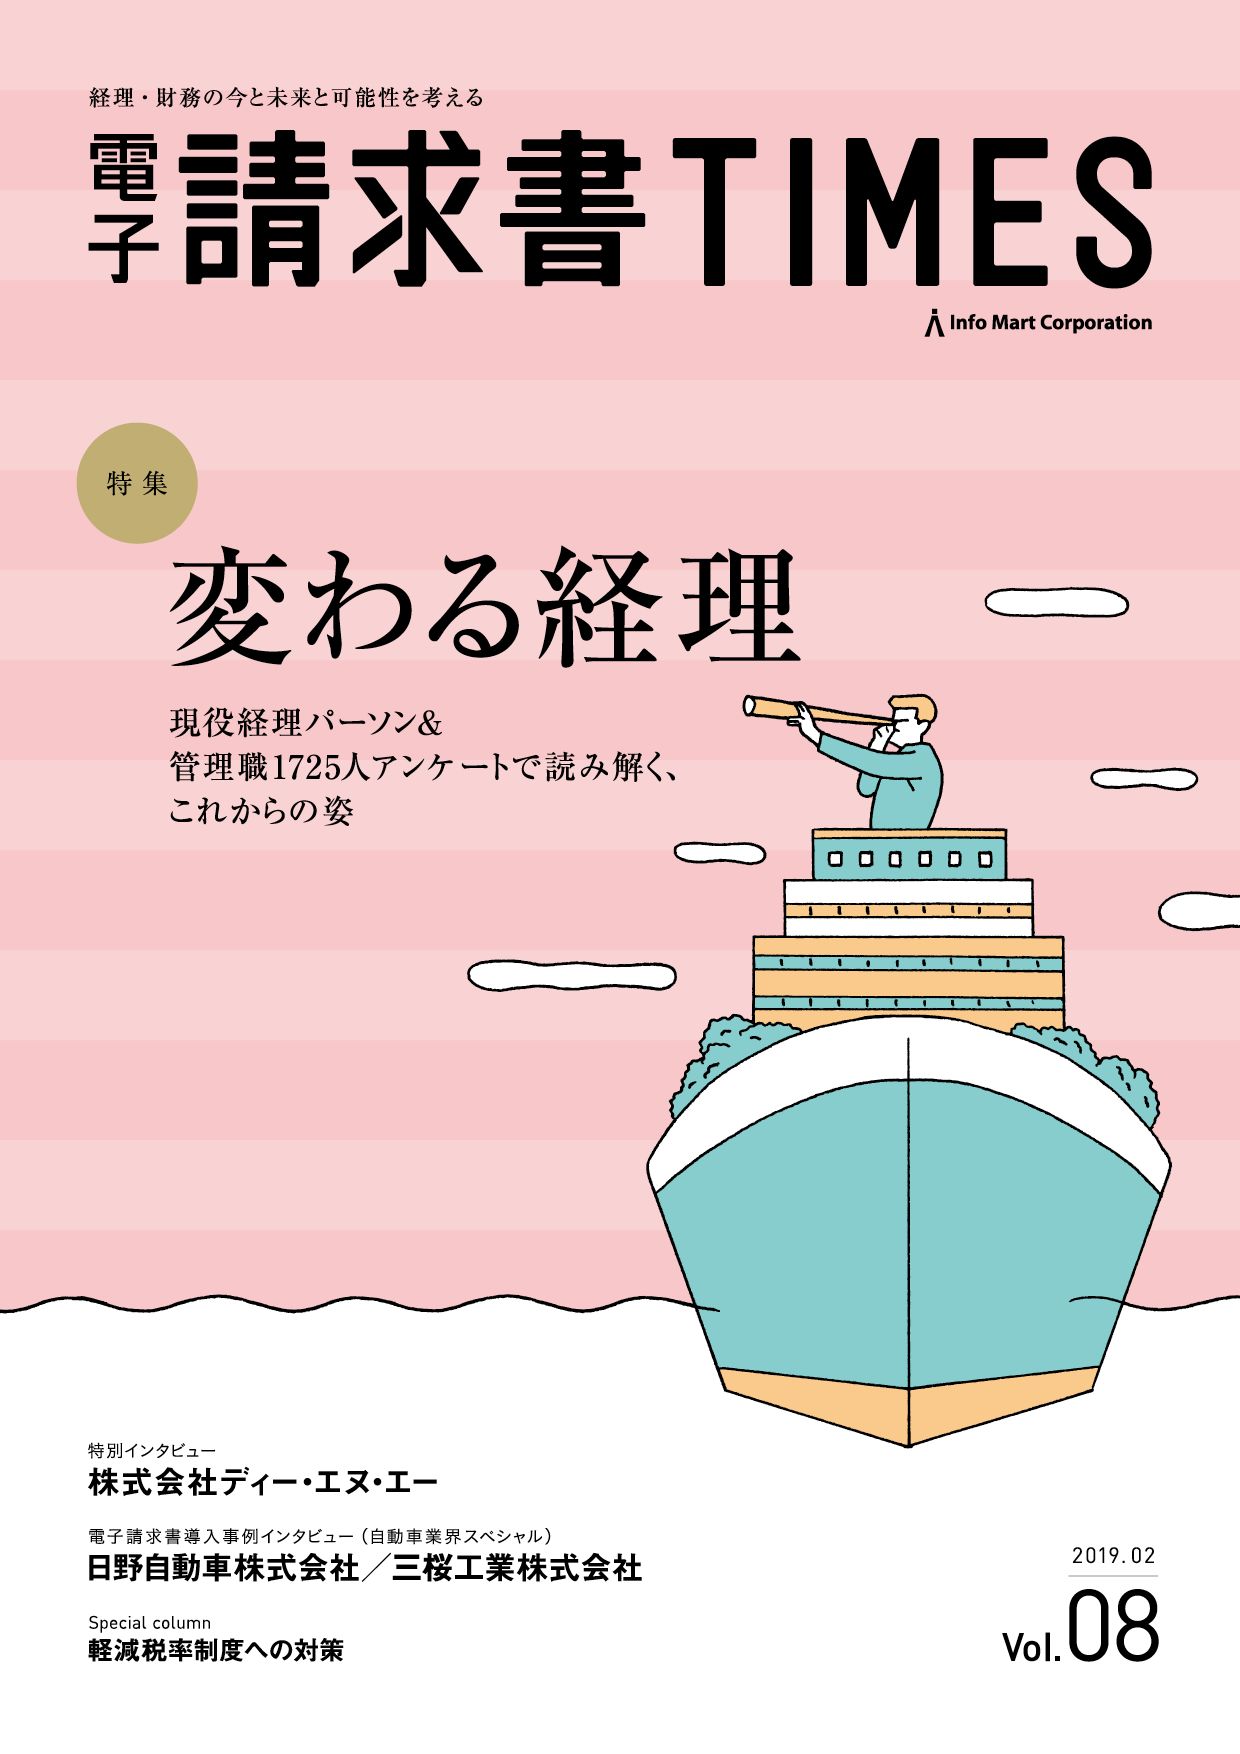 経理・財務の今と未来と可能性を考える
電子請求書TIMES
Info Mart Corporation
特集
変わる経理
現役経理パーソン&
管理職1725人アンケートで読み解く、
これからの姿
特別インタビュー
株式会社ディー・エヌ・エー
電子請求書導入事例インタビュー（自動車業界スペシャル）
日野自動車株式会社／三桜工業株式会社
Special column
軽減税率制度への対策
2019.02
Vol.08